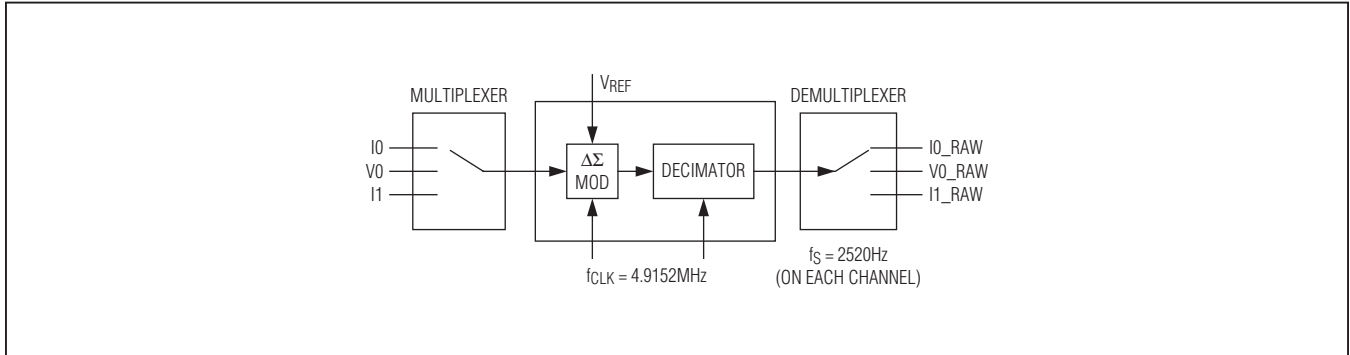 VREF
MULTIPLEXER
DEMULTIPLEXER
I0
V0
I1
ΔΣ
MOD
DECIMATOR
I0_RAW
V0_RAW
I1_RAW
fCLK = 4.9152MHz
fS = 2520Hz
(ON EACH CHANNEL)